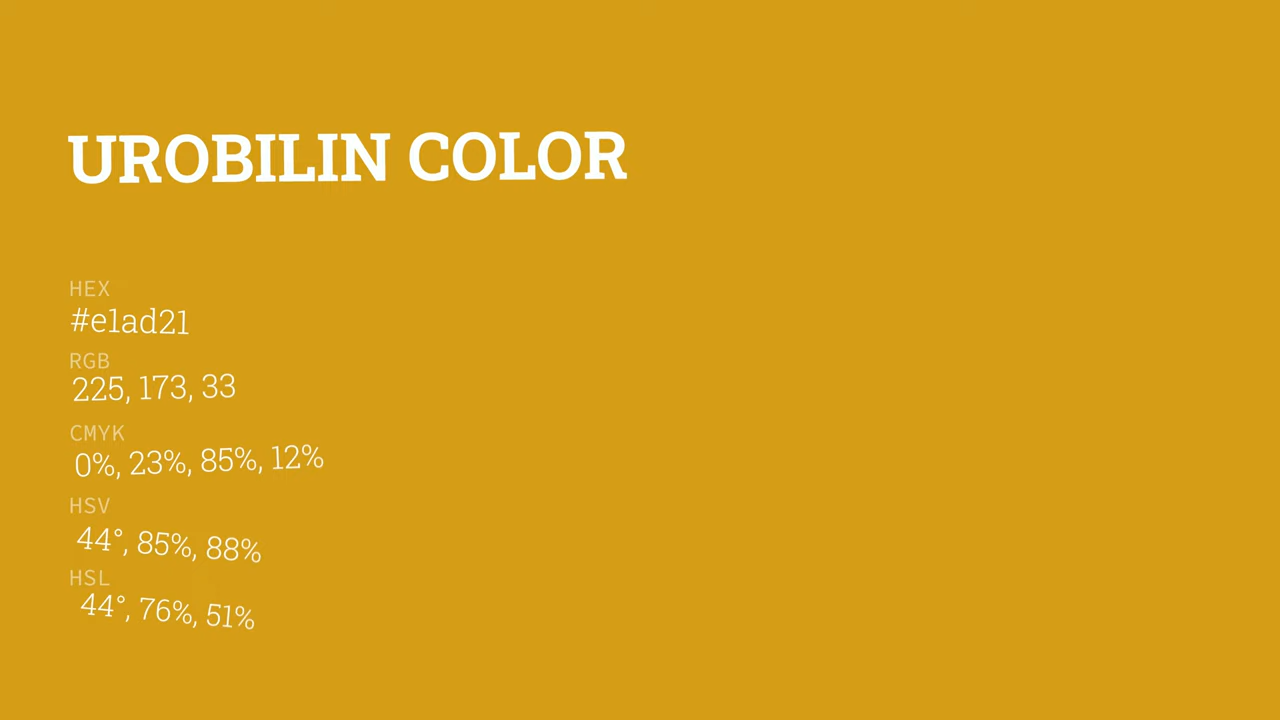 UROBILIN COLOR
HEX
#e1ad21
RGB
225, 173, 33
CMYK
0%, 23%, 85%, 12%
HSV
44°, 85%, 88%
HSL
44°, 76%, 51%